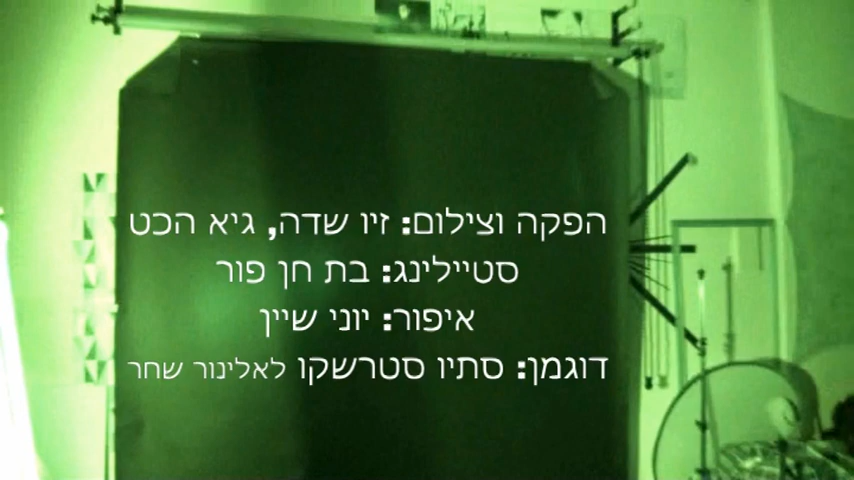 הפקה וצילום: זיו שדה, גיא הכט
סטיילינג: בת חן פור
איפור: יוני שיין
דוגמן: סתיו סטרשקו לאלינור שחר